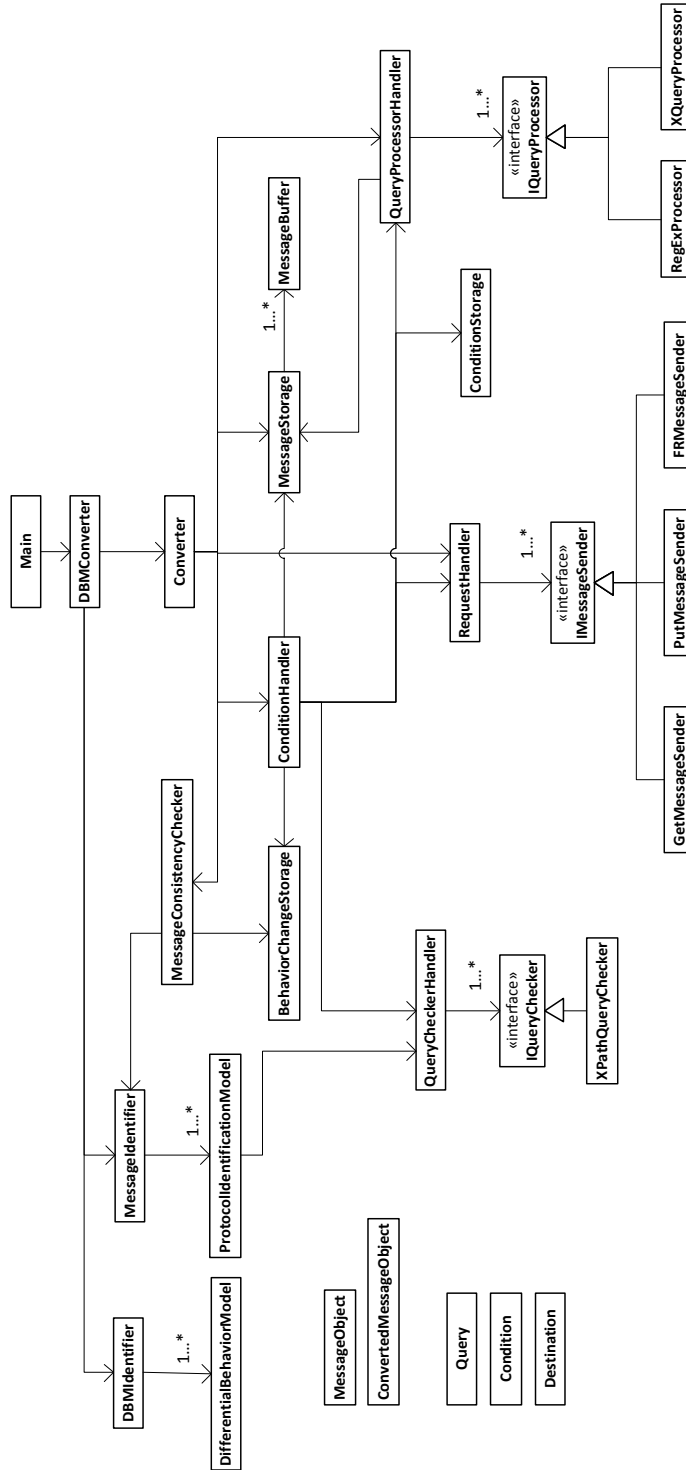 Main
DBMConverter
Converter
DBMIdentifier
1...*
DifferentialBehaviorModel
MessageIdentifier
1...*
ProtocolIdentificationModel
MessageConsistencyChecker
BehaviorChangeStorage
ConditionHandler
MessageStorage
1...*
MessageBuffer
MessageObject
ConvertedMessageObject
QueryCheckerHandler
1...*
«interface»
IQueryChecker
XPathQueryChecker
RequestHandler
1...*
«interface»
IMessageSender
GetMessageSender
PutMessageSender
FRMessageSender
ConditionStorage
QueryProcessorHandler
1...*
«interface»
IQueryProcessor
RegExProcessor
XQueryProcessor
Query
Condition
Destination